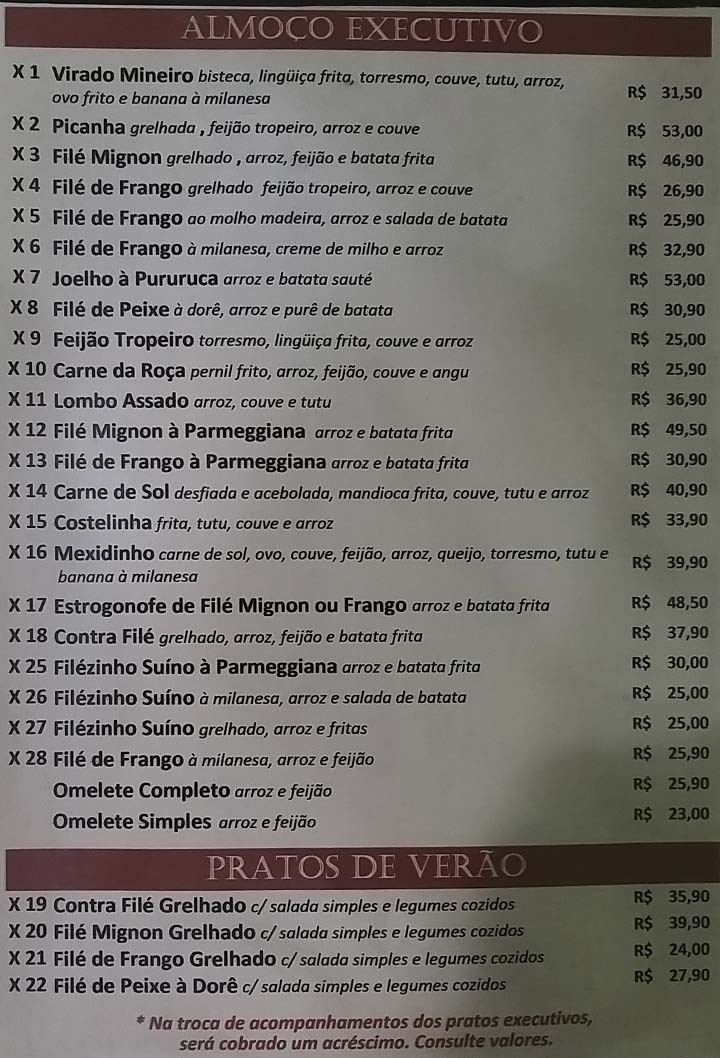 ALMOÇO EXECUTIVO
X 1 Virado Mineiro bisteca, lingüiça frita, torresmo, couve, tutu, arroz,
ovo frito e banana à milanesa R$ 31,50
X 2 Picanha grelhada , feijão tropeiro, arroz e couve R$ 53,00
X 3 Filé Mignon grelhado , arroz, feijão e batata frita R$ 46,90
X 4 Filé de Frango grelhado feijão tropeiro, arroz e couve R$ 26,90
X 5 Filé de Frango ao molho madeira, arroz e salada de batata R$ 25,90
X 6 Filé de Frango à milanesa, creme de milho e arroz R$ 32,90
X 7 Joelho à Pururuca arroz e batata sauté R$ 53,00
X 8 Filé de Peixe à dorê, arroz e purê de batata R$ 30,90
X 9 Feijão Tropeiro torresmo, lingüiça frita, couve e arroz R$ 25,00
X 10 Carne da Roça pernil frito, arroz, feijão, couve e angu R$ 25,90
X 11 Lombo Assado arroz, couve e tutu R$ 36,90
X 12 Filé Mignon à Parmeggiana arroz e batata frita R$ 49,50
X 13 Filé de Frango à Parmeggiana arroz e batata frita R$ 30,90
X 14 Carne de Sol desfiada e acebolada, mandioca frita, couve, tutu e arroz R$ 40,90
X 15 Costelinha frita, tutu, couve e arroz R$ 33,90
X 16 Mexidinho carne de sol, ovo, couve, feijão, arroz, queijo, torresmo, tutu e
banana à milanesa R$ 39,90
X 17 Estrogonofe de Filé Mignon ou Frango arroz e batata frita R$ 48,50
X 18 Contra Filé grelhado, arroz, feijão e batata frita R$ 37,90
X 25 Filézinho Suíno à Parmeggiana arroz e batata frita R$ 30,00
X 26 Filézinho Suíno à milanesa, arroz e salada de batata R$ 25,00
X 27 Filézinho Suíno grelhado, arroz e fritas R$ 25,00
X 28 Filé de Frango à milanesa, arroz e feijão R$ 25,90
Omelete Completo arroz e feijão R$ 25,90
Omelete Simples arroz e feijão R$ 23,00
PRATOS DE VERÃO
X 19 Contra Filé Grelhado c/ salada simples e legumes cozidos R$ 35,90
X 20 Filé Mignon Grelhado c/ salada simples e legumes cozidos R$ 39,90
X 21 Filé de Frango Grelhado c/ salada simples e legumes cozidos R$ 24,00
X 22 Filé de Peixe à Dorê c/ salada simples e legumes cozidos R$ 27,90
* Na troca de acompanhamentos dos pratos executivos,
será cobrado um acréscimo. Consulte valores.